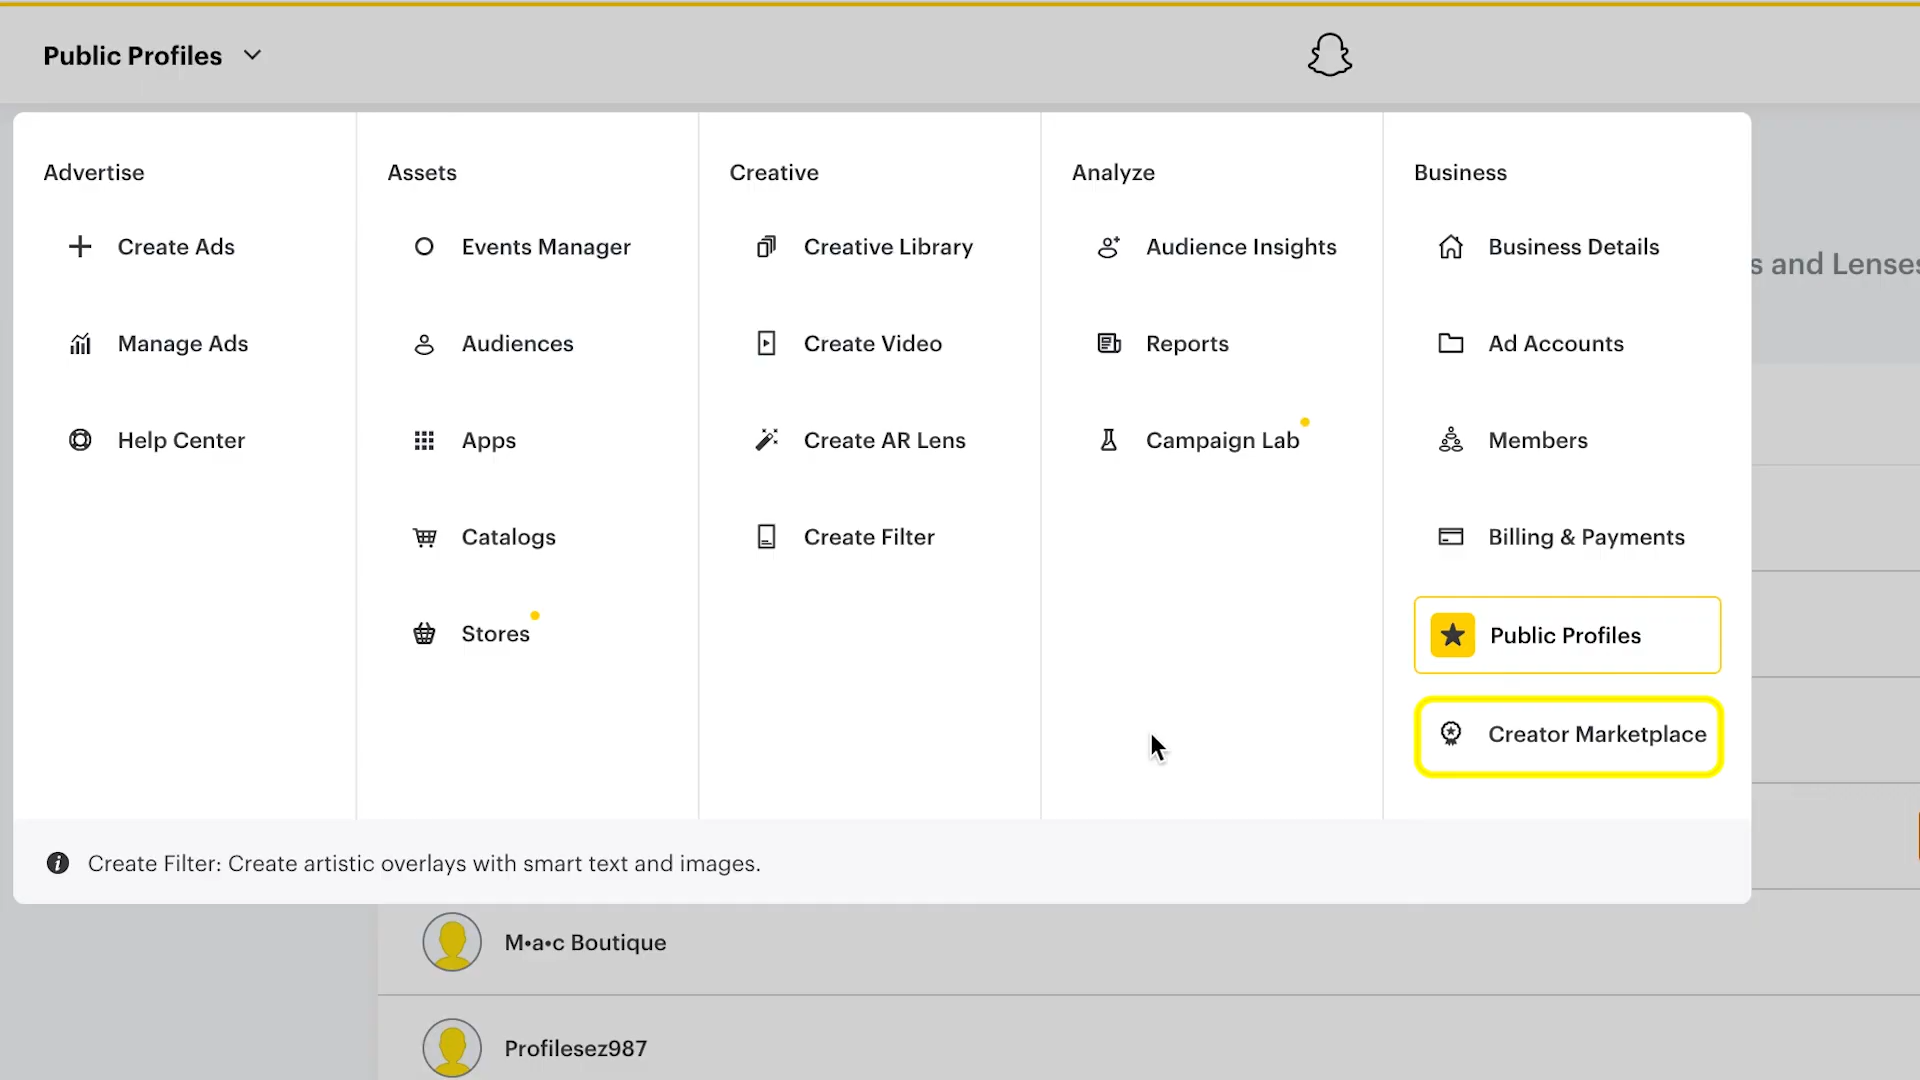 Public Profiles
Advertise
Create Ads
Manage Ads
Help Center
Assets
Events Manager
Audiences
Apps
Catalogs
Stores
Creative
Creative Library
Create Video
Create AR Lens
Create Filter
Analyze
Audience Insights
Reports
Campaign Lab
Business
Business Details
Ad Accounts
Members
Billing & Payments
Public Profiles
Creator Marketplace
s and Lenses
Create Filter: Create artistic overlays with smart text and images.
M•a•c Boutique
Profilesez987